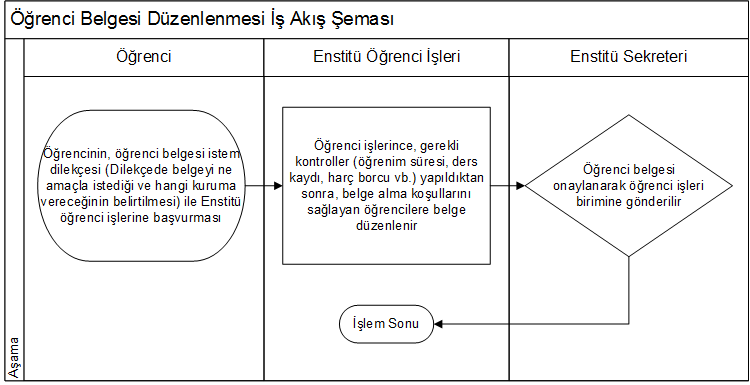 Öğrenci Belgesi Düzenlenmesi İş Akış Şeması
Öğrenci
Enstitü Öğrenci İşleri
Enstitü Sekreteri
Öğrencinin, öğrenci belgesi istem
dilekçesi (Dilekçede belgeyi ne
amaçla istediği ve hangi kuruma
vereceğinin belirtilmesi) ile Enstitü
öğrenci işlerine başvurması
Öğrenci işlerince, gerekli
kontroller (öğrenim süresi, ders
kaydı, harç borcu vb.) yapıldıktan
sonra, belge alma koşullarını
sağlayan öğrencilere belge
düzenlenir
Öğrenci belgesi
onaylanarak öğrenci işleri
birimine gönderilir
İşlem Sonu
Aşama